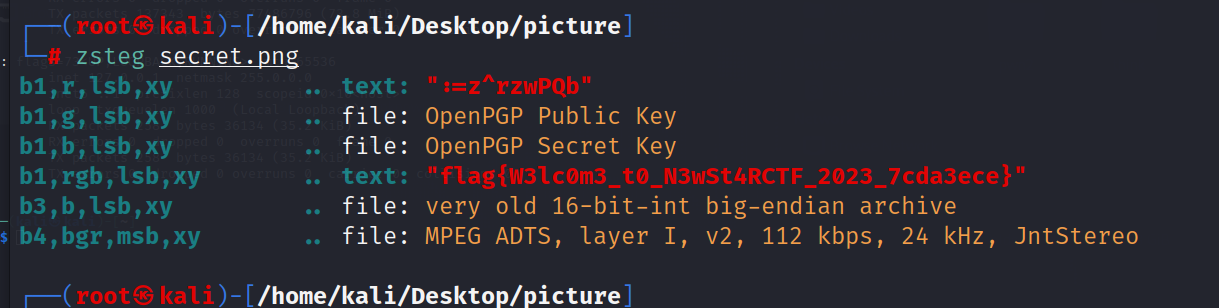 ┌──(root㉿kali)-[/home/kali/Desktop/picture]
└─# zsteg secret.png
b1,r,lsb,xy .. text: ":=z^rzwPQb"
b1,g,lsb,xy .. file: OpenPGP Public Key
b1,b,lsb,xy .. file: OpenPGP Secret Key
b1,rgb,lsb,xy .. text: "flag{W3lc0m3_t0_N3wSt4RCTF_2023_7cda3ece}"
b3,b,lsb,xy .. file: very old 16-bit-int big-endian archive
b4,bgr,msb,xy .. file: MPEG ADTS, layer I, v2, 112 kbps, 24 kHz, JntStereo
┌──(root㉿kali)-[/home/kali/Desktop/picture]